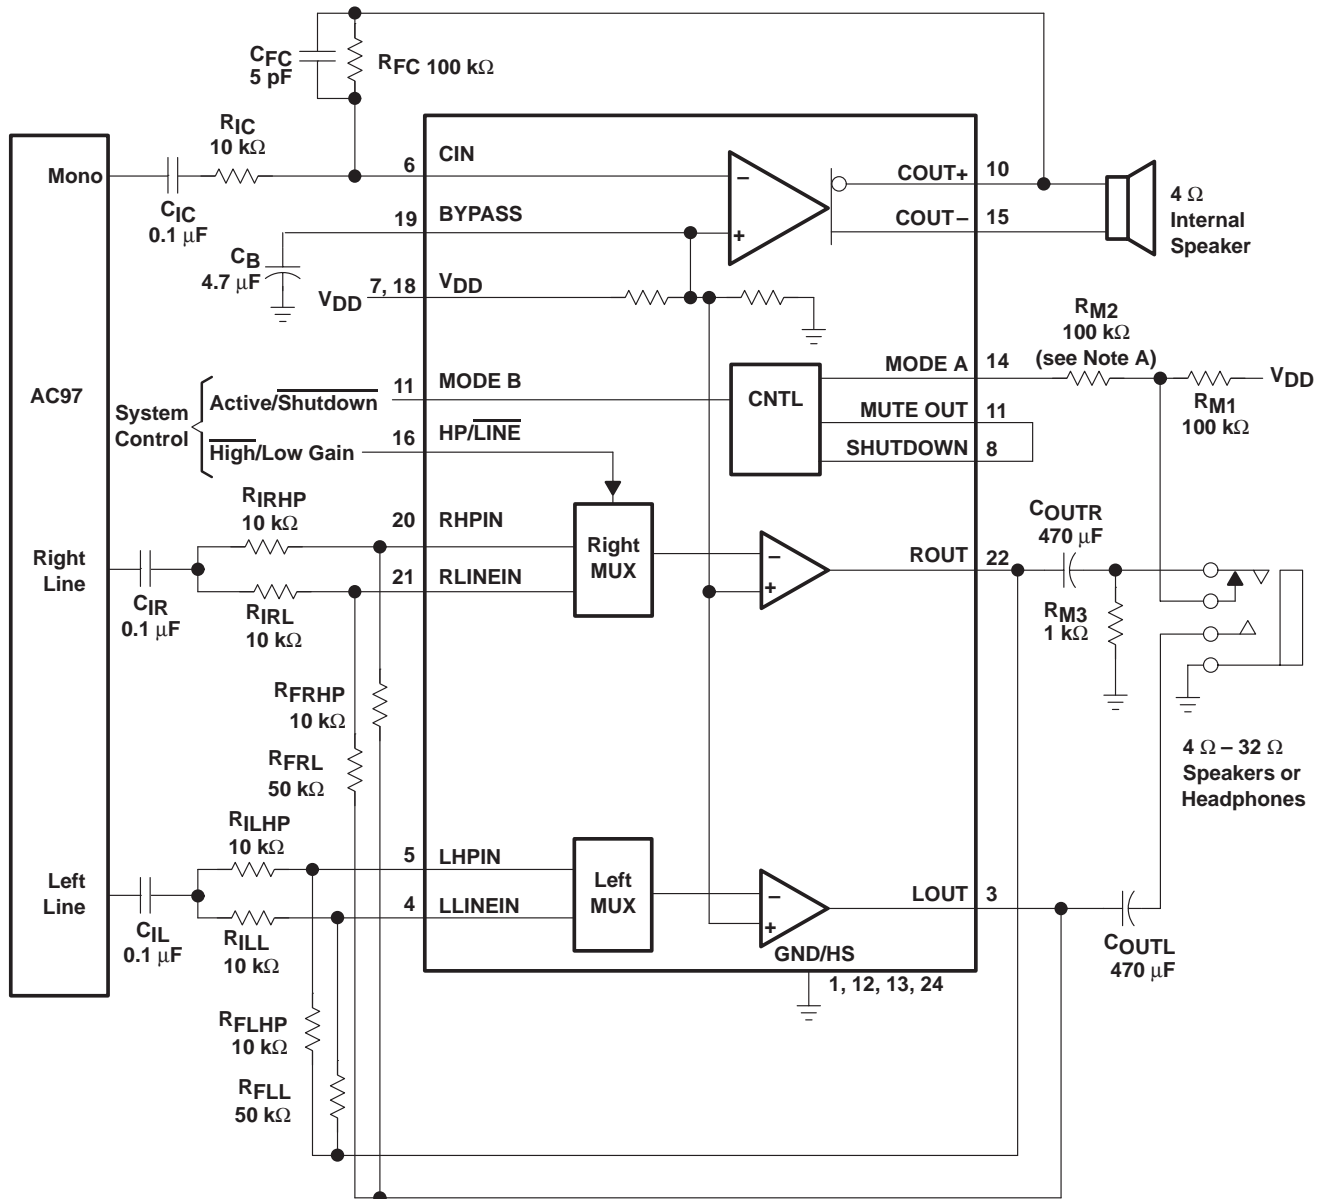 CFC
5 pF
RFC 100 kΩ
RIC
10 kΩ
Mono
CIC
0.1 μF
6
CIN
19
BYPASS
CB
4.7 μF
VDD
7, 18
VDD
−
+
COUT+
10
COUT−
15
4 Ω
Internal
Speaker
AC97
System
Control
Active/Shutdown
11
MODE B
High/Low Gain
16
HP/LINE
CNTL
MODE A
14
MUTE OUT
11
SHUTDOWN
8
RM2
100 kΩ
(see Note A)
VDD
RM1
100 kΩ
Right
Line
CIR
0.1 μF
RIRHP
10 kΩ
RIRL
10 kΩ
20
RHPIN
21
RLINEIN
Right
MUX
−
+
ROUT
22
COUTR
470 μF
RM3
1 kΩ
RFRHP
10 kΩ
RFRL
50 kΩ
4 Ω – 32 Ω
Speakers or
Headphones
Left
Line
CIL
0.1 μF
RILHP
10 kΩ
RILL
10 kΩ
5
LHPIN
4
LLINEIN
Left
MUX
−
+
LOUT
3
COUTL
470 μF
GND/HS
1, 12, 13, 24
RFLHP
10 kΩ
RFLL
50 kΩ